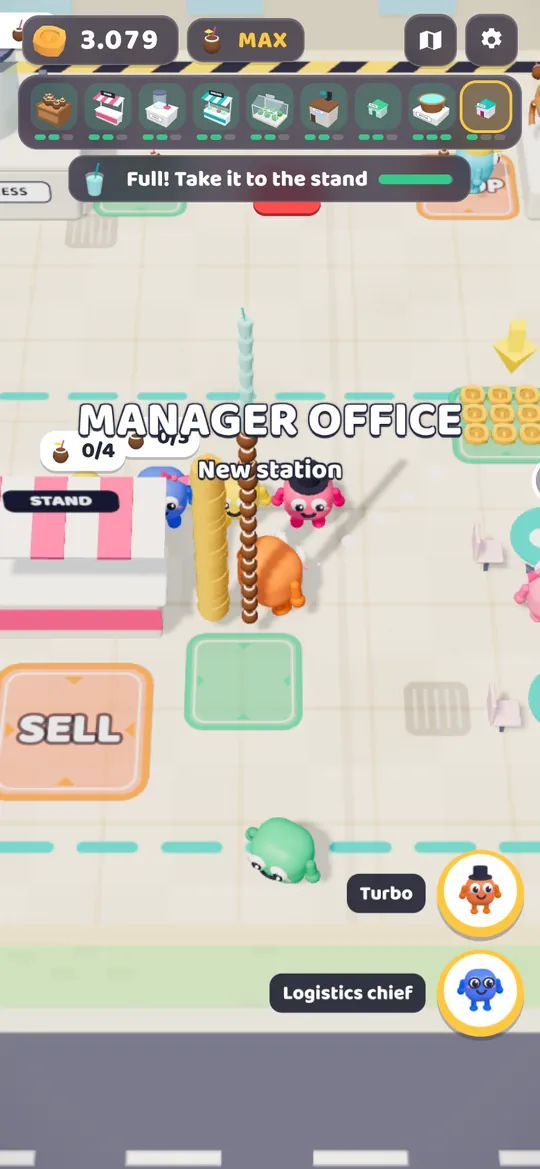 3.079
MAX
Full! Take it to the stand
ESS
MANAGER OFFICE
0/4
New station
STAND
SELL
Turbo
Logistics chief